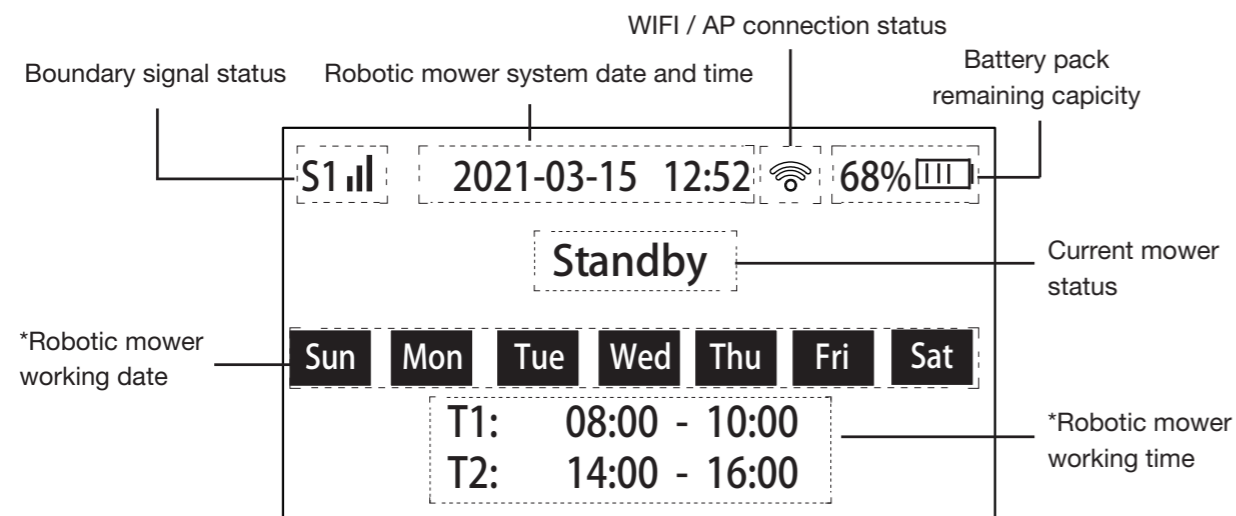 WIFI / AP connection status
Boundary signal status
Robotic mower system date and time
Battery pack
remaining capicity
S1
2021-03-15 12:52
68%
Standby
Current mower
status
*Robotic mower
working date
Sun Mon Tue Wed Thu Fri Sat
T1: 08:00 - 10:00
T2: 14:00 - 16:00
*Robotic mower
working time